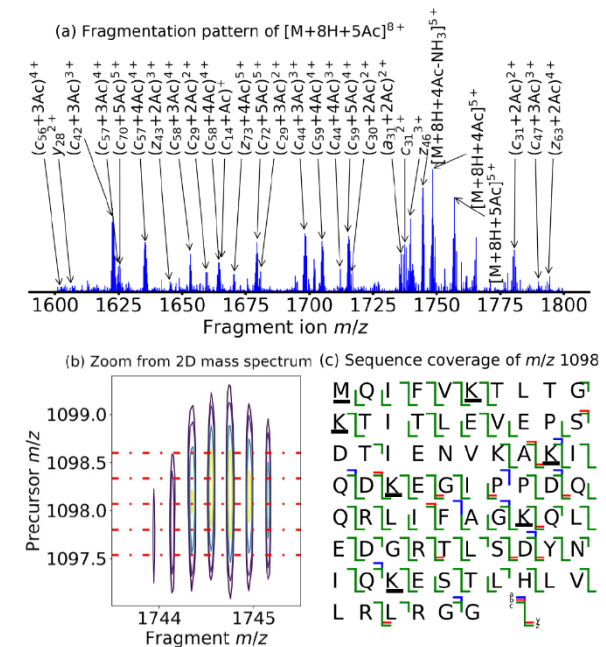 (a) Fragmentation pattern of [M+8H+5Ac]⁸⁺
(c₅₆+3Ac)⁴⁺
y₂₈²⁺
(c₄₂+3Ac)³⁺
(c₅₇+3Ac)⁴⁺
(c₇₀+5Ac)⁵⁺
(c₅₇+4Ac)⁴⁺
(z₄₃+2Ac)³⁺
(c₅₈+3Ac)⁴⁺
(c₂₉+2Ac)²⁺
(c₅₈+4Ac)⁴⁺
(c₁₄+Ac)⁺
(z₇₃+4Ac)⁵⁺
(c₇₂+5Ac)⁵⁺
(c₂₉+3Ac)²⁺
(c₄₄+3Ac)³⁺
(c₅₉+4Ac)⁴⁺
(c₄₄+4Ac)³⁺
(c₅₉+5Ac)⁴⁺
(c₃₀+2Ac)²⁺
(a₃₁+2Ac)²⁺
c₃₁²⁺
z₄₆³⁺
[M+8H+4Ac-NH₃]⁵⁺
[M+8H+4Ac]⁵⁺
[M+8H+5Ac]⁵⁺
(c₃₁+2Ac)²⁺
(c₄₇+3Ac)³⁺
(z₆₃+2Ac)⁴⁺
1600 1625 1650 1675 1700 1725 1750 1775 1800
Fragment ion m/z
(b) Zoom from 2D mass spectrum
1099.0
1098.5
1098.0
1097.5
Precursor m/z
1744 1745
Fragment m/z
(c) Sequence coverage of m/z 1098
M Q I F V K T L T G
K T I T L E V E P S
D T I E N V K A K I
Q D K E G I P P D Q
Q R L I F A G K Q L
E D G R T L S D Y N
I Q K E S T L H L V
L R L R G G
a
b
c
y
z